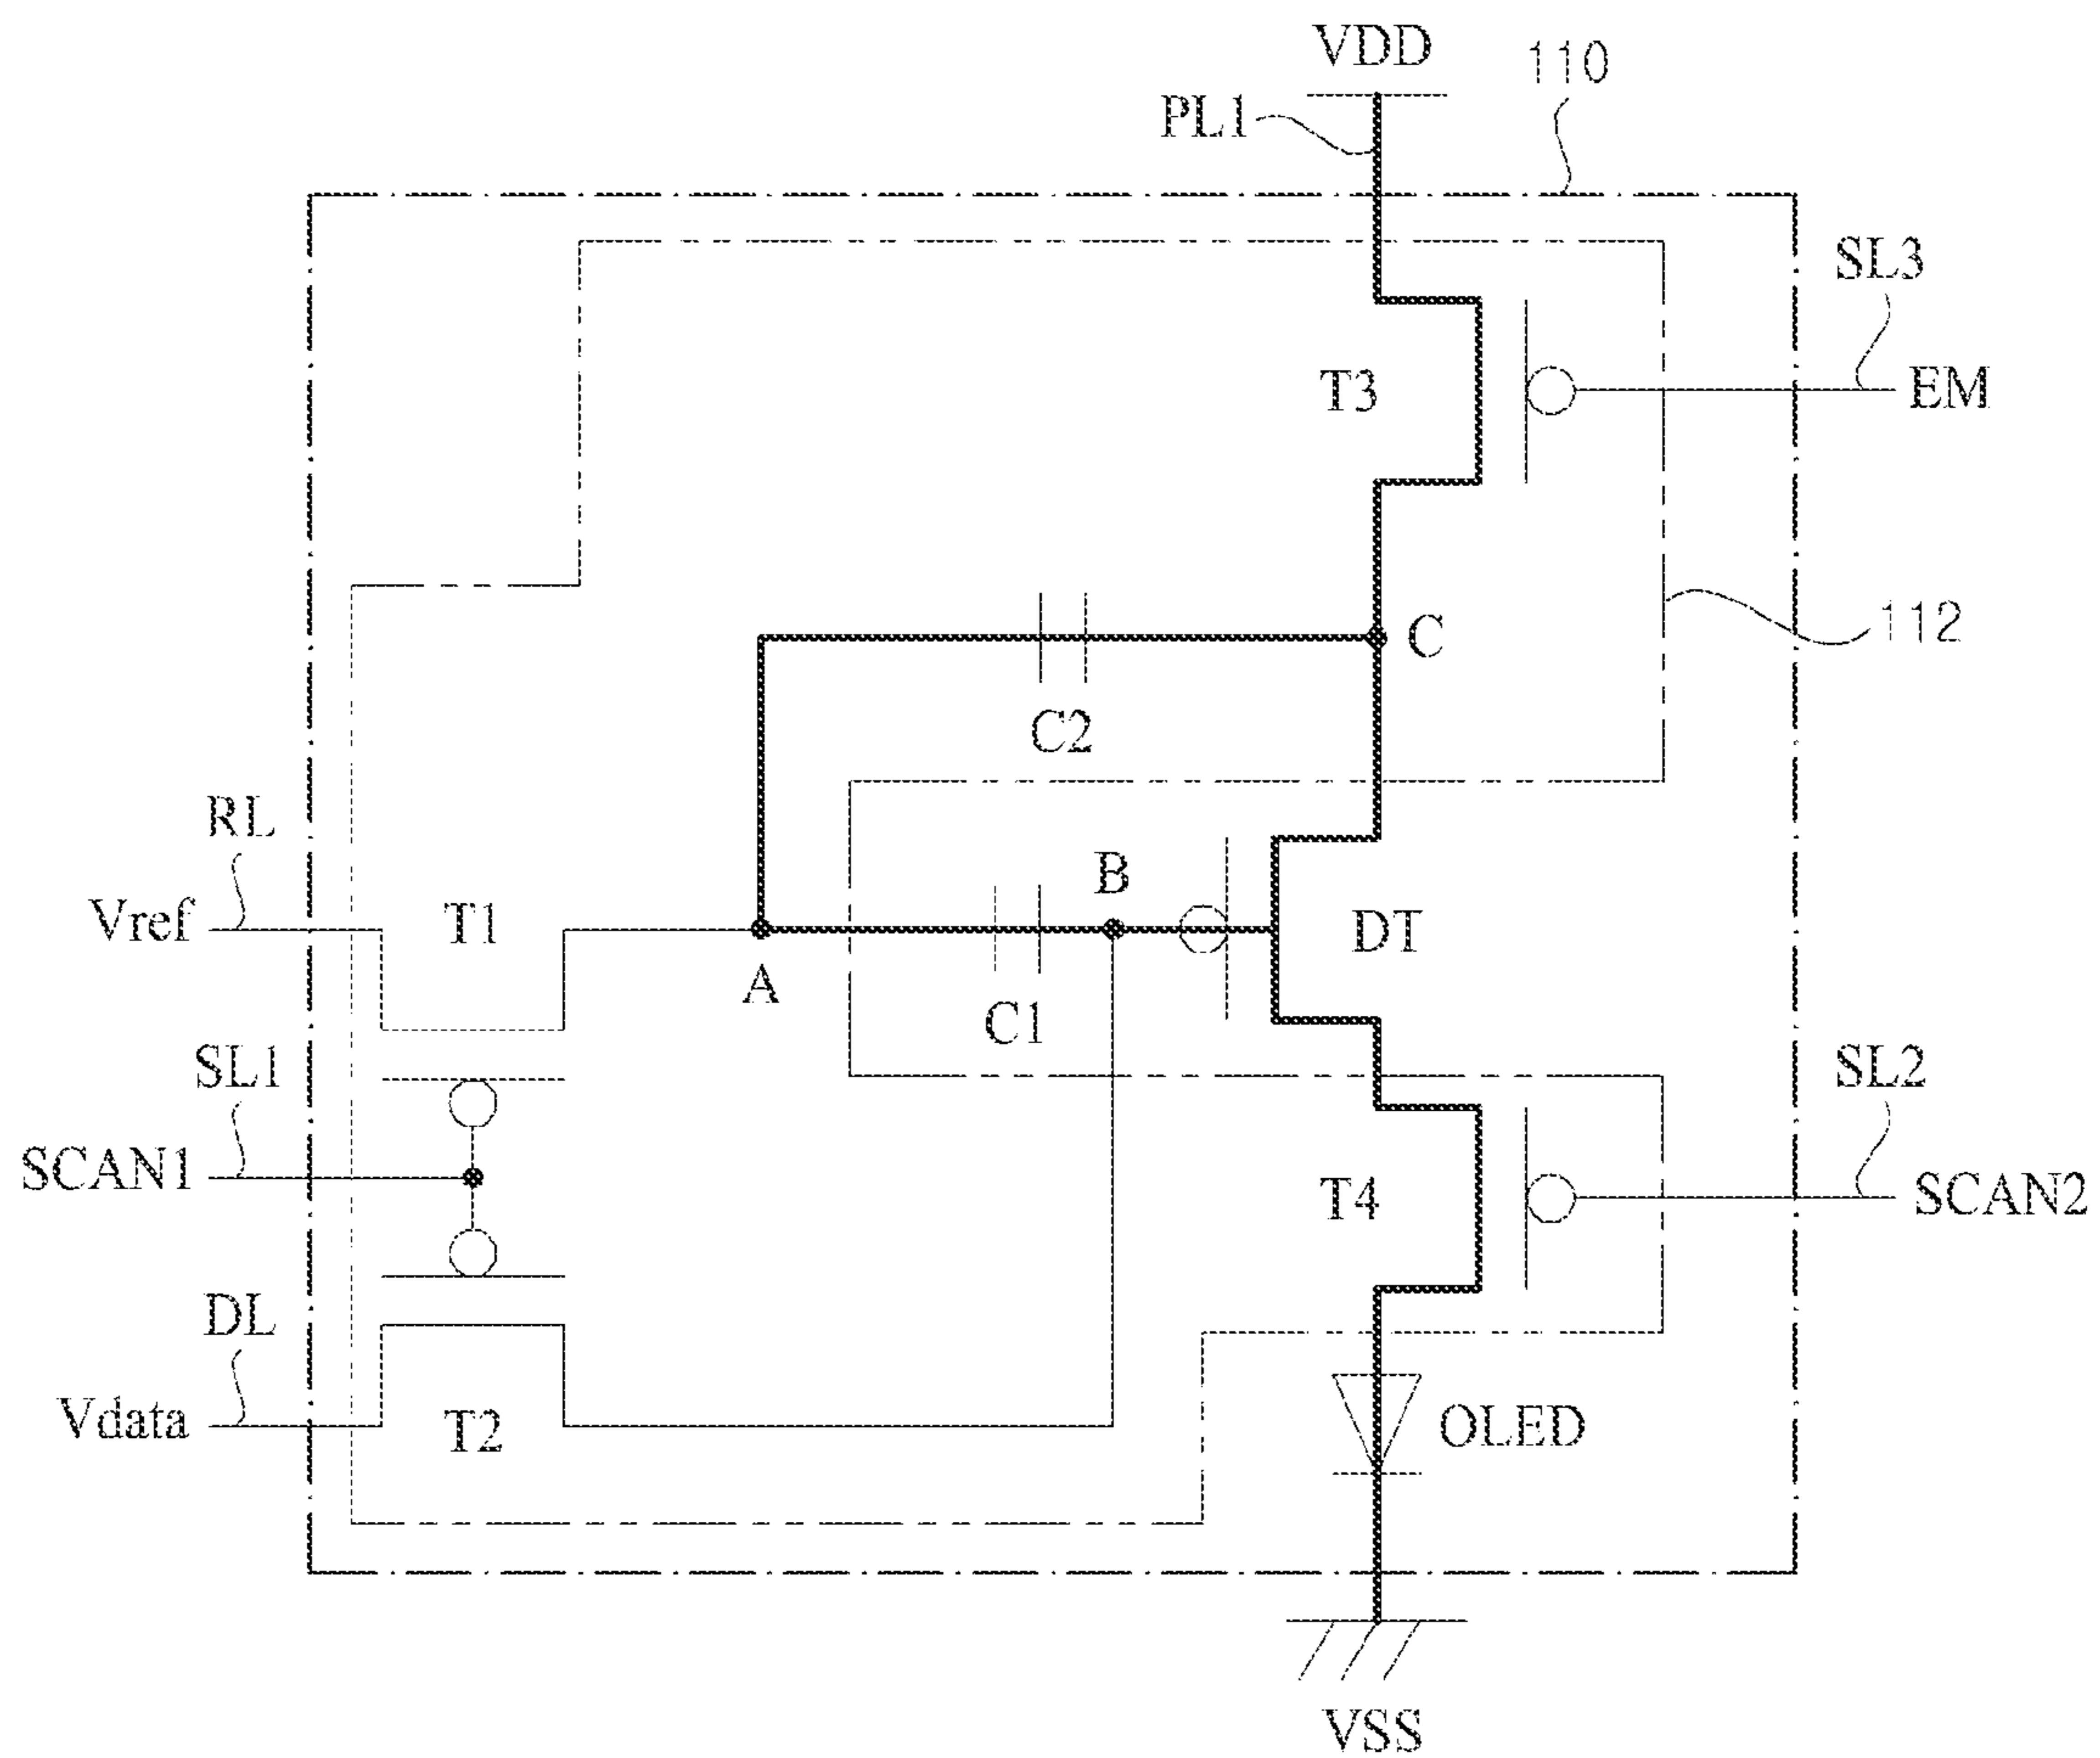 VDD
110
PL1
SL3
T3
EM
C
112
C2
RL
B
Vref
T1
DT
A
C1
SL1
SL2
SCAN1
T4
SCAN2
DL
Vdata
T2
OLED
VSS